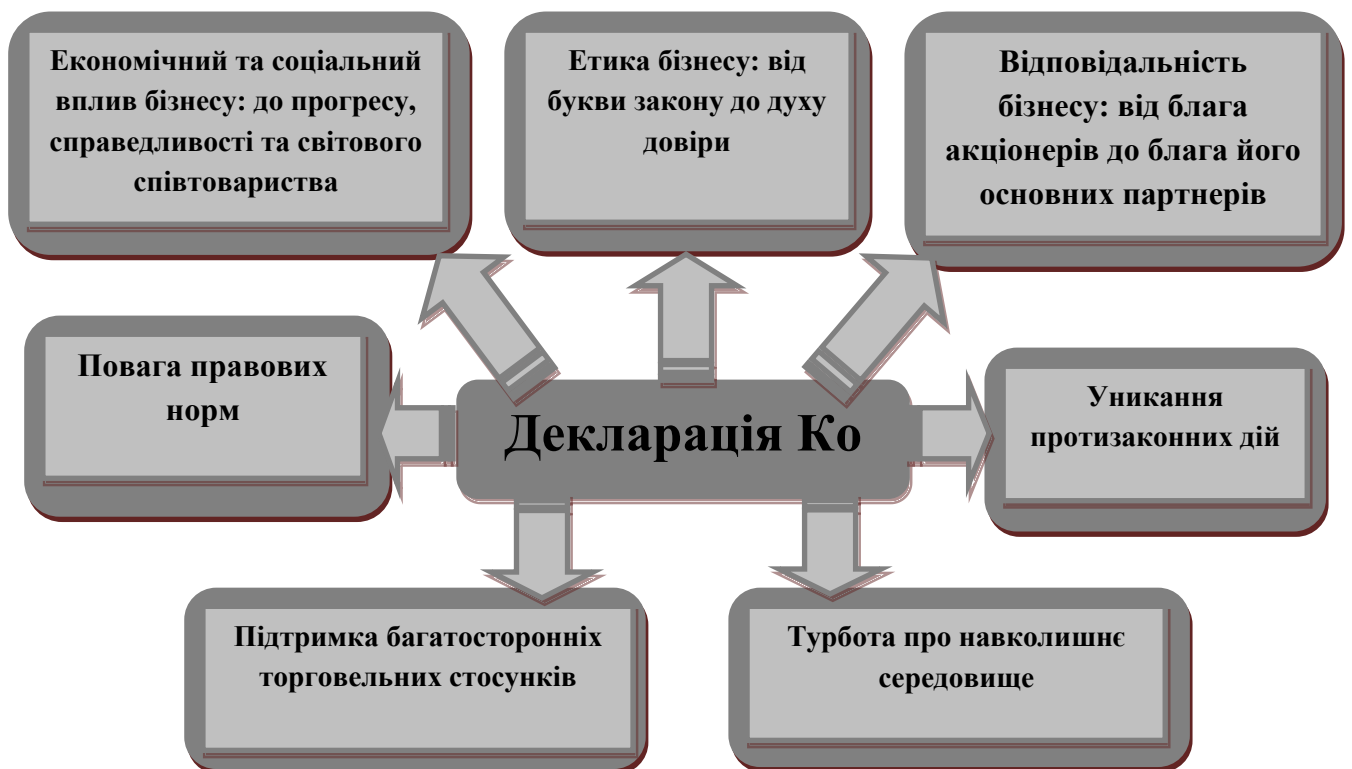 Економічний та соціальний
вплив бізнесу: до прогресу,
справедливості та світового
співтовариства
Етика бізнесу: від
букви закону до духу
довіри
Відповідальність
бізнесу: від блага
акціонерів до блага його
основних партнерів
Повага правових
норм
Декларація Ко
Уникання
протизаконних дій
Підтримка багатосторонніх
торговельних стосунків
Турбота про навколишнє
середовище